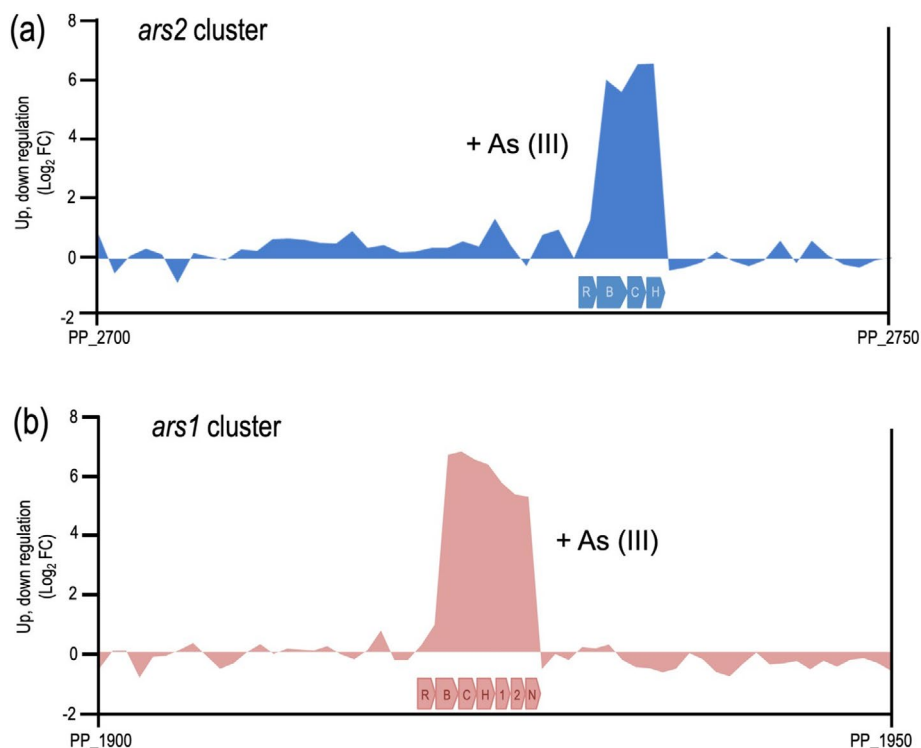 (a)
ars2 cluster
Up, down regulation
(Log2 FC)
8
6
4
2
0
-2
+ As (III)
R B C H
PP_2700
PP_2750
(b)
ars1 cluster
Up, down regulation
(Log2 FC)
8
6
4
2
0
-2
+ As (III)
R B C H 1 2 N
PP_1900
PP_1950